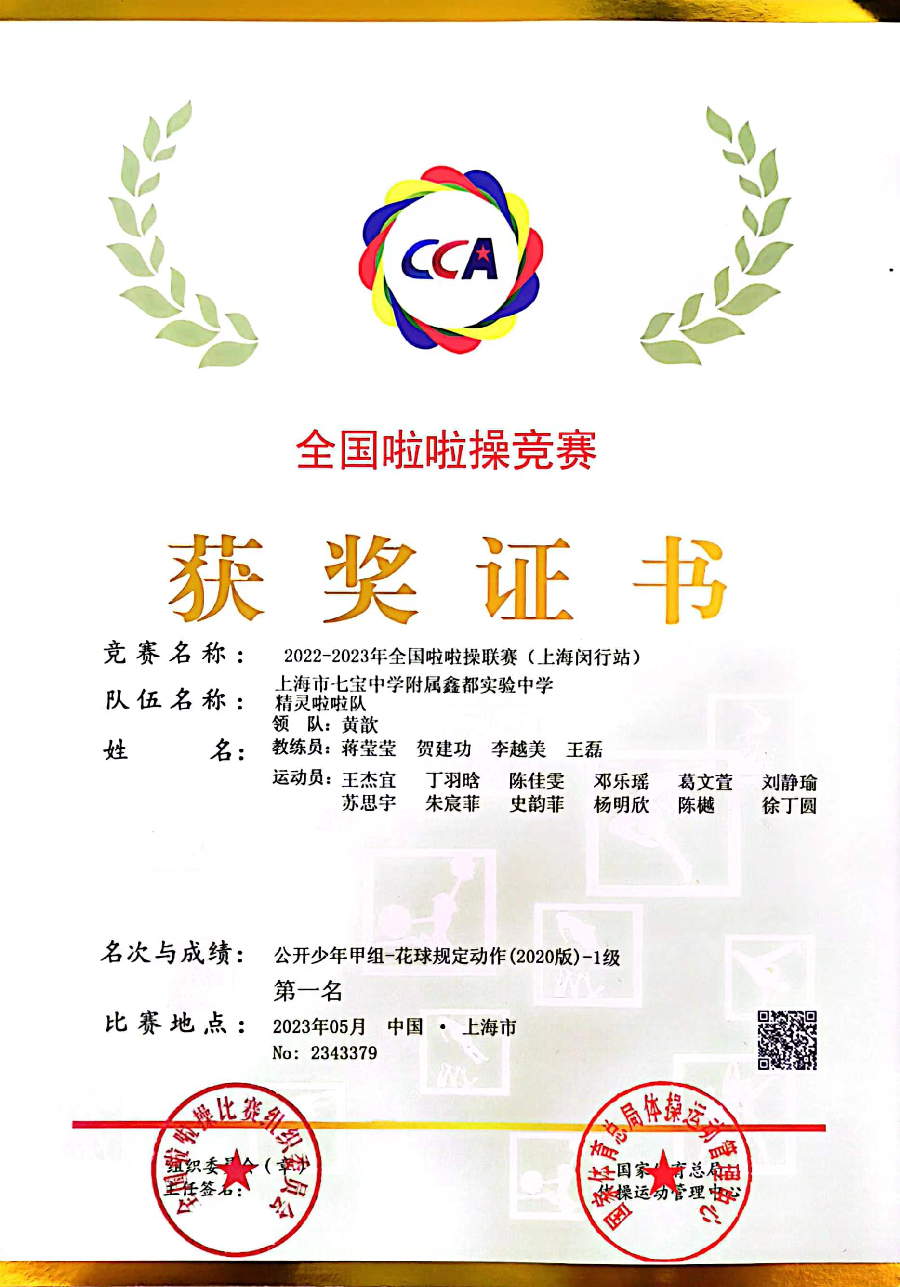 CCA
全国啦啦操竞赛
获奖证书
竞赛名称： 2022-2023年全国啦啦操联赛（上海闵行站）
队伍名称： 上海市七宝中学附属鑫都实验中学
精灵啦啦队
领 队：黄歆
姓 名： 教练员：蒋莹莹 贺建功 李越美 王磊
运动员：王杰宜 丁羽晗 陈佳雯 邓乐瑶 葛文萱 刘静瑜
苏思宇 朱宸菲 史韵菲 杨明欣 陈樾 徐丁圆
名次与成绩： 公开少年甲组-花球规定动作(2020版)-1级
第一名
比赛地点： 2023年05月 中国 · 上海市
No: 2343379
全国啦啦操比赛组织委员会
组织委员会(章)
主任签名：
国家体育总局体操运动管理中心
国家体育总局
体操运动管理中心